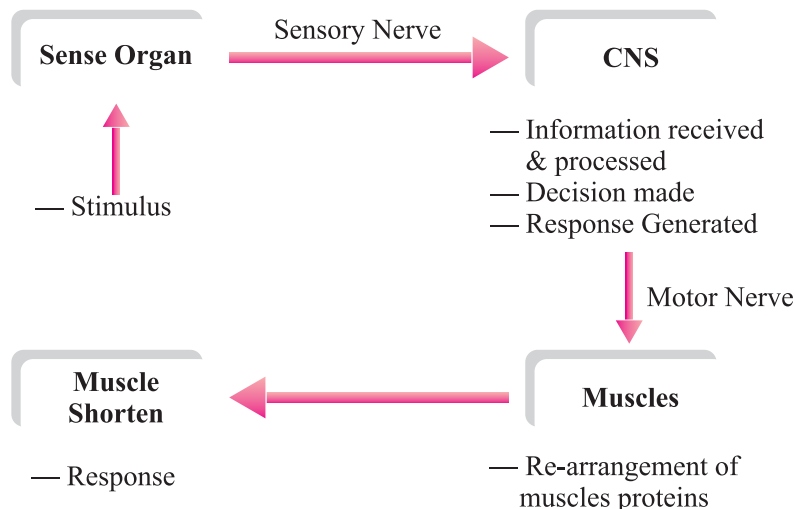 Sensory Nerve
Sense Organ
CNS
— Stimulus
— Information received
& processed
— Decision made
— Response Generated
Motor Nerve
Muscles
— Re-arrangement of
muscles proteins
Muscle
Shorten
— Response